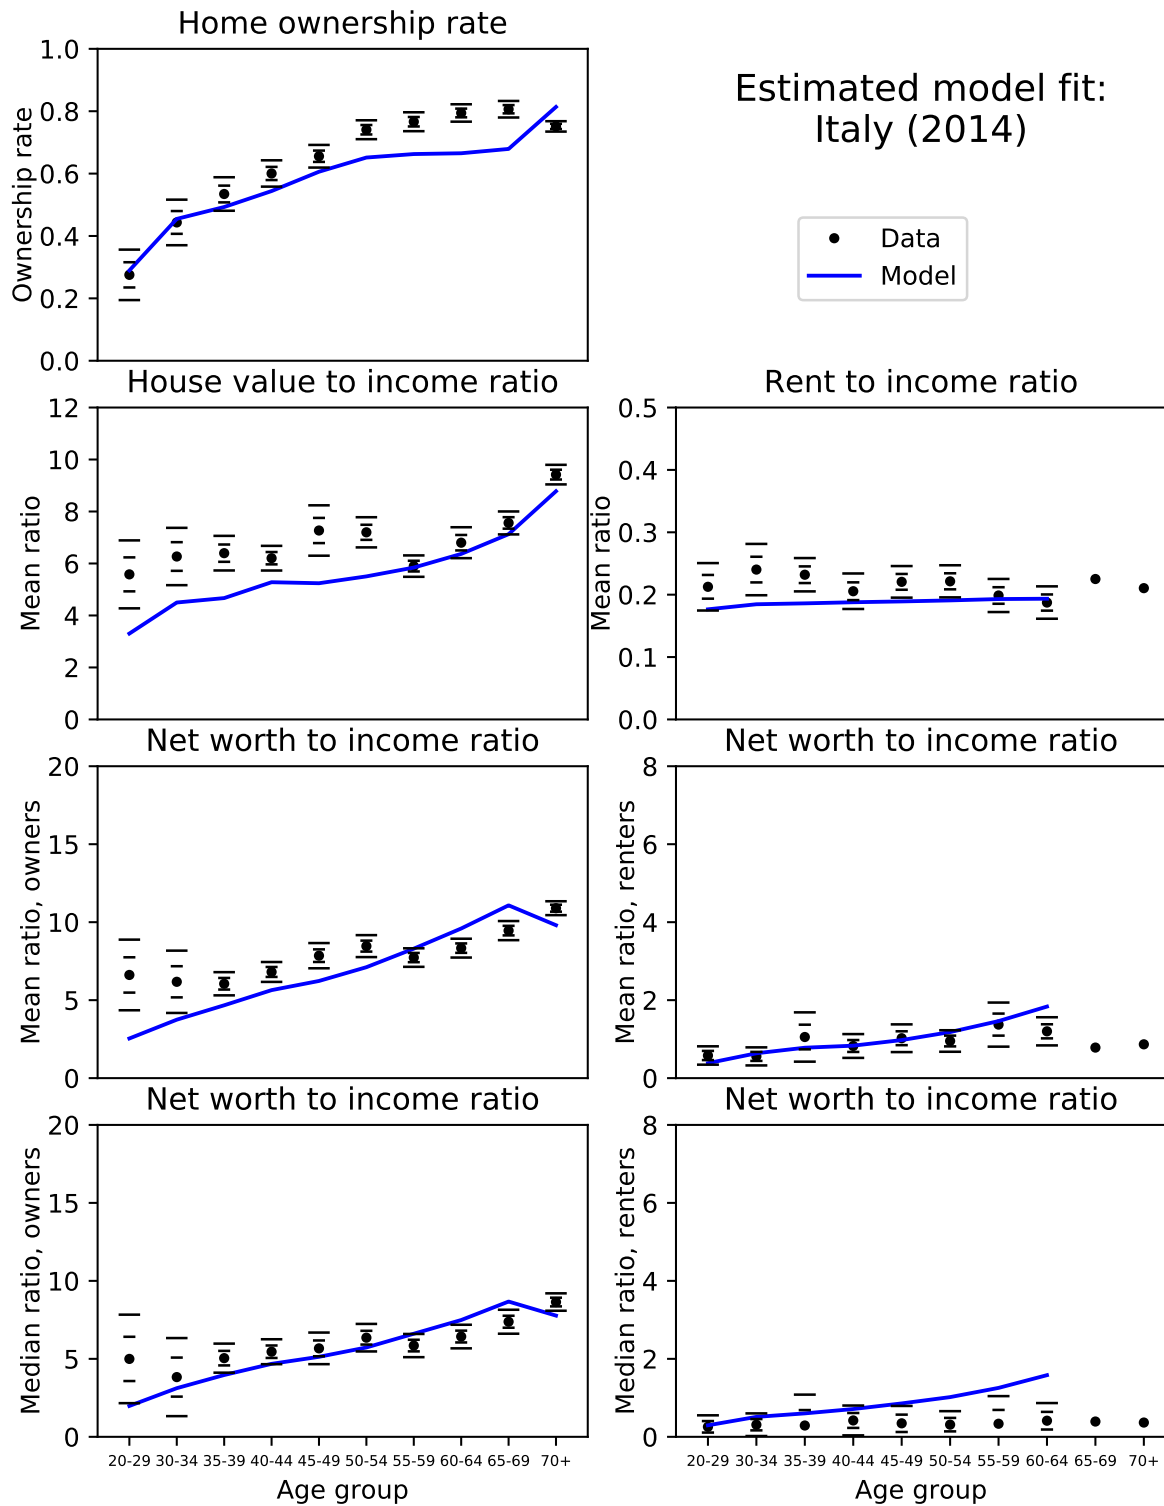 Home ownership rate
1.0
0.8
0.6
0.4
0.2
0.0
Ownership rate
Estimated model fit:
Italy (2014)
Data
Model
House value to income ratio
12
10
8
6
4
2
0
Mean ratio
Rent to income ratio
0.5
0.4
0.3
0.2
0.1
0.0
Mean ratio
Net worth to income ratio
20
15
10
5
0
Mean ratio, owners
Net worth to income ratio
8
6
4
2
0
Mean ratio, renters
Net worth to income ratio
20
15
10
5
0
Median ratio, owners
20-29 30-34 35-39 40-44 45-49 50-54 55-59 60-64 65-69 70+
Age group
Net worth to income ratio
8
6
4
2
0
Median ratio, renters
20-29 30-34 35-39 40-44 45-49 50-54 55-59 60-64 65-69 70+
Age group